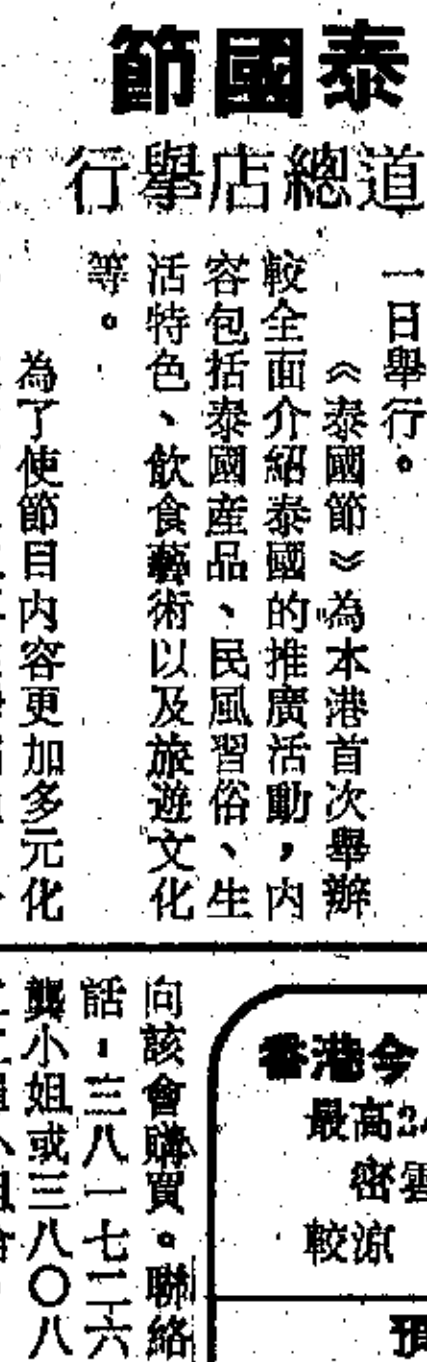 泰國節
道總店舉行
一日舉行。
《泰國節》為本港首次舉辦
較全面介紹泰國的推廣活動，內
容包括泰國產品、民風習俗、生
活特色、飲食藝術以及旅遊文化
等。
為了使節目內容更加多元化
香港今
最高24
密雲
較涼
向該會購買。聯絡
話：三八一七二六
龔小姐或三八〇八